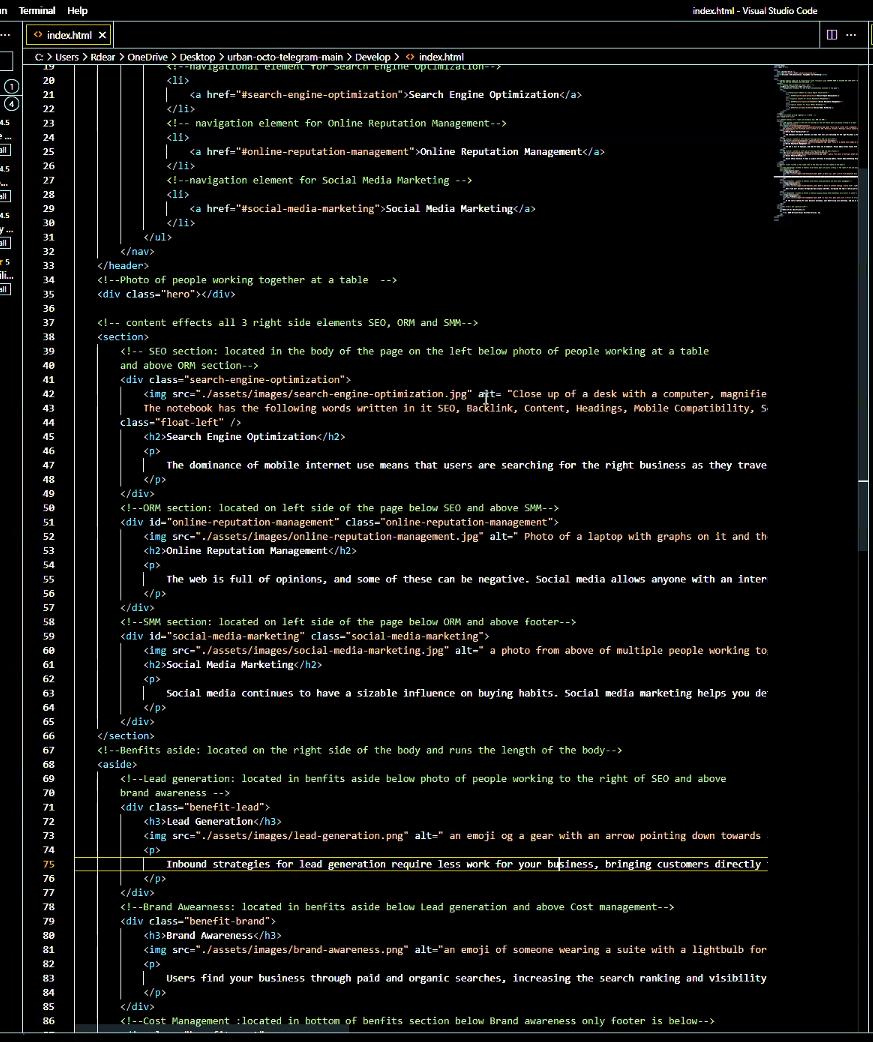 Terminal Help
index.html - Visual Studio Code
index.html
C: > Users > Rdear > OneDrive > Desktop > urban-octo-telegram-main > Develop > <> index.html
19 <!--navigational element for Search Engine Optimization-->
20 <li>
21 <a href="#search-engine-optimization">Search Engine Optimization</a>
22 </li>
23 <!-- navigation element for Online Reputation Management-->
24 <li>
25 <a href="#online-reputation-management">Online Reputation Management</a>
26 </li>
27 <!--navigation element for Social Media Marketing -->
28 <li>
29 <a href="#social-media-marketing">Social Media Marketing</a>
30 </li>
31 </ul>
32 </nav>
33 </header>
34 <!--Photo of people working together at a table  -->
35 <div class="hero"></div>
36
37 <!-- content effects all 3 right side elements SEO, ORM and SMM-->
38 <section>
39 <!-- SEO section: located in the body of the page on the left below photo of people working at a table
40 and above ORM section-->
41 <div class="search-engine-optimization">
42 <img src="./assets/images/search-engine-optimization.jpg" alt= "Close up of a desk with a computer, magnifie
43 The notebook has the following words written in it SEO, Backlink, Content, Headings, Mobile Compatibility, S
44 class="float-left" />
45 <h2>Search Engine Optimization</h2>
46 <p>
47 The dominance of mobile internet use means that users are searching for the right business as they trave
48 </p>
49 </div>
50 <!--ORM section: located on left side of the page below SEO and above SMM-->
51 <div id="online-reputation-management" class="online-reputation-management">
52 <img src="./assets/images/online-reputation-management.jpg" alt=" Photo of a laptop with graphs on it and th
53 <h2>Online Reputation Management</h2>
54 <p>
55 The web is full of opinions, and some of these can be negative. Social media allows anyone with an inter
56 </p>
57 </div>
58 <!--SMM section: located on left side of the page below ORM and above footer-->
59 <div id="social-media-marketing" class="social-media-marketing">
60 <img src="./assets/images/social-media-marketing.jpg" alt=" a photo from above of multiple people working to
61 <h2>Social Media Marketing</h2>
62 <p>
63 Social media continues to have a sizable influence on buying habits. Social media marketing helps you de
64 </p>
65 </div>
66 </section>
67 <!--Benfits aside: located on the right side of the body and runs the length of the body-->
68 <aside>
69 <!--Lead generation: located in benfits aside below photo of people working to the right of SEO and above
70 brand awareness -->
71 <div class="benefit-lead">
72 <h3>Lead Generation</h3>
73 <img src="./assets/images/lead-generation.png" alt=" an emoji og a gear with an arrow pointing down towards
74 <p>
75 Inbound strategies for lead generation require less work for your business, bringing customers directly
76 </p>
77 </div>
78 <!--Brand Awearness: located in benfits aside below Lead generation and above Cost management-->
79 <div class="benefit-brand">
80 <h3>Brand Awareness</h3>
81 <img src="./assets/images/brand-awareness.png" alt="an emoji of someone wearing a suite with a lightbulb for
82 <p>
83 Users find your business through paid and organic searches, increasing the search ranking and visibility
84 </p>
85 </div>
86 <!--Cost Management :located in bottom of benfits section below Brand awareness only footer is below-->